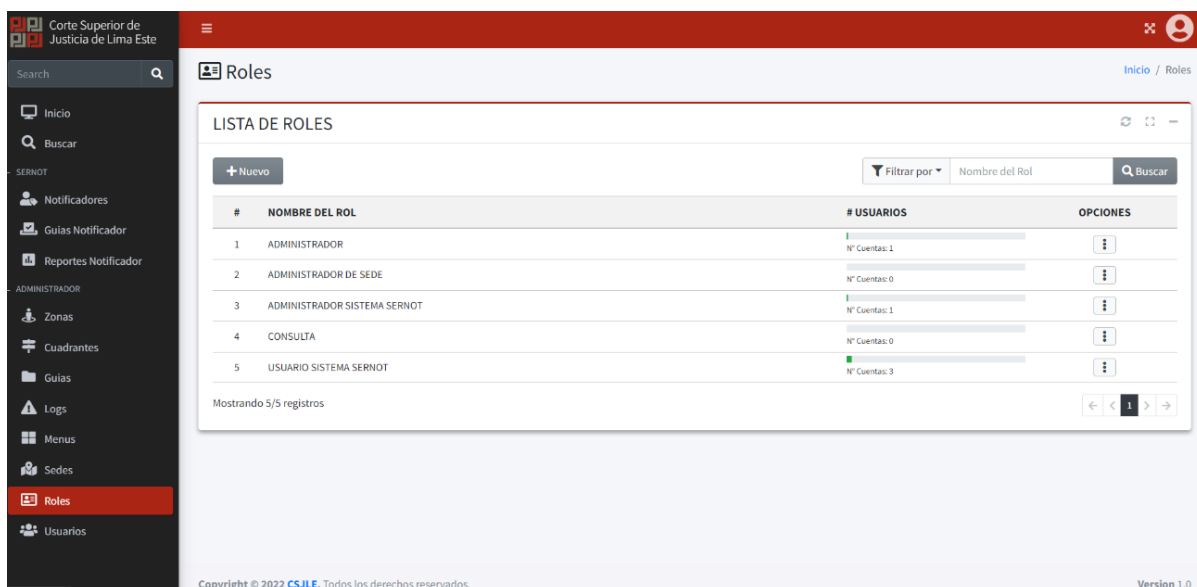 Corte Superior de
Justicia de Lima Este
Search
Inicio
Buscar
SERNOT
Notificadores
Guias Notificador
Reportes Notificador
ADMINISTRADOR
Zonas
Cuadrantes
Guias
Logs
Menus
Sedes
Roles
Usuarios
Roles
Inicio / Roles
LISTA DE ROLES
Nuevo
Filtrar por Nombre del Rol Buscar
# NOMBRE DEL ROL # USUARIOS OPCIONES
1 ADMINISTRADOR N° Cuentas: 1
2 ADMINISTRADOR DE SEDE N° Cuentas: 0
3 ADMINISTRADOR SISTEMA SERNOT N° Cuentas: 1
4 CONSULTA N° Cuentas: 0
5 USUARIO SISTEMA SERNOT N° Cuentas: 3
Mostrando 5/5 registros
1
Copyright © 2022 CSJLE. Todos los derechos reservados.
Version 1.0